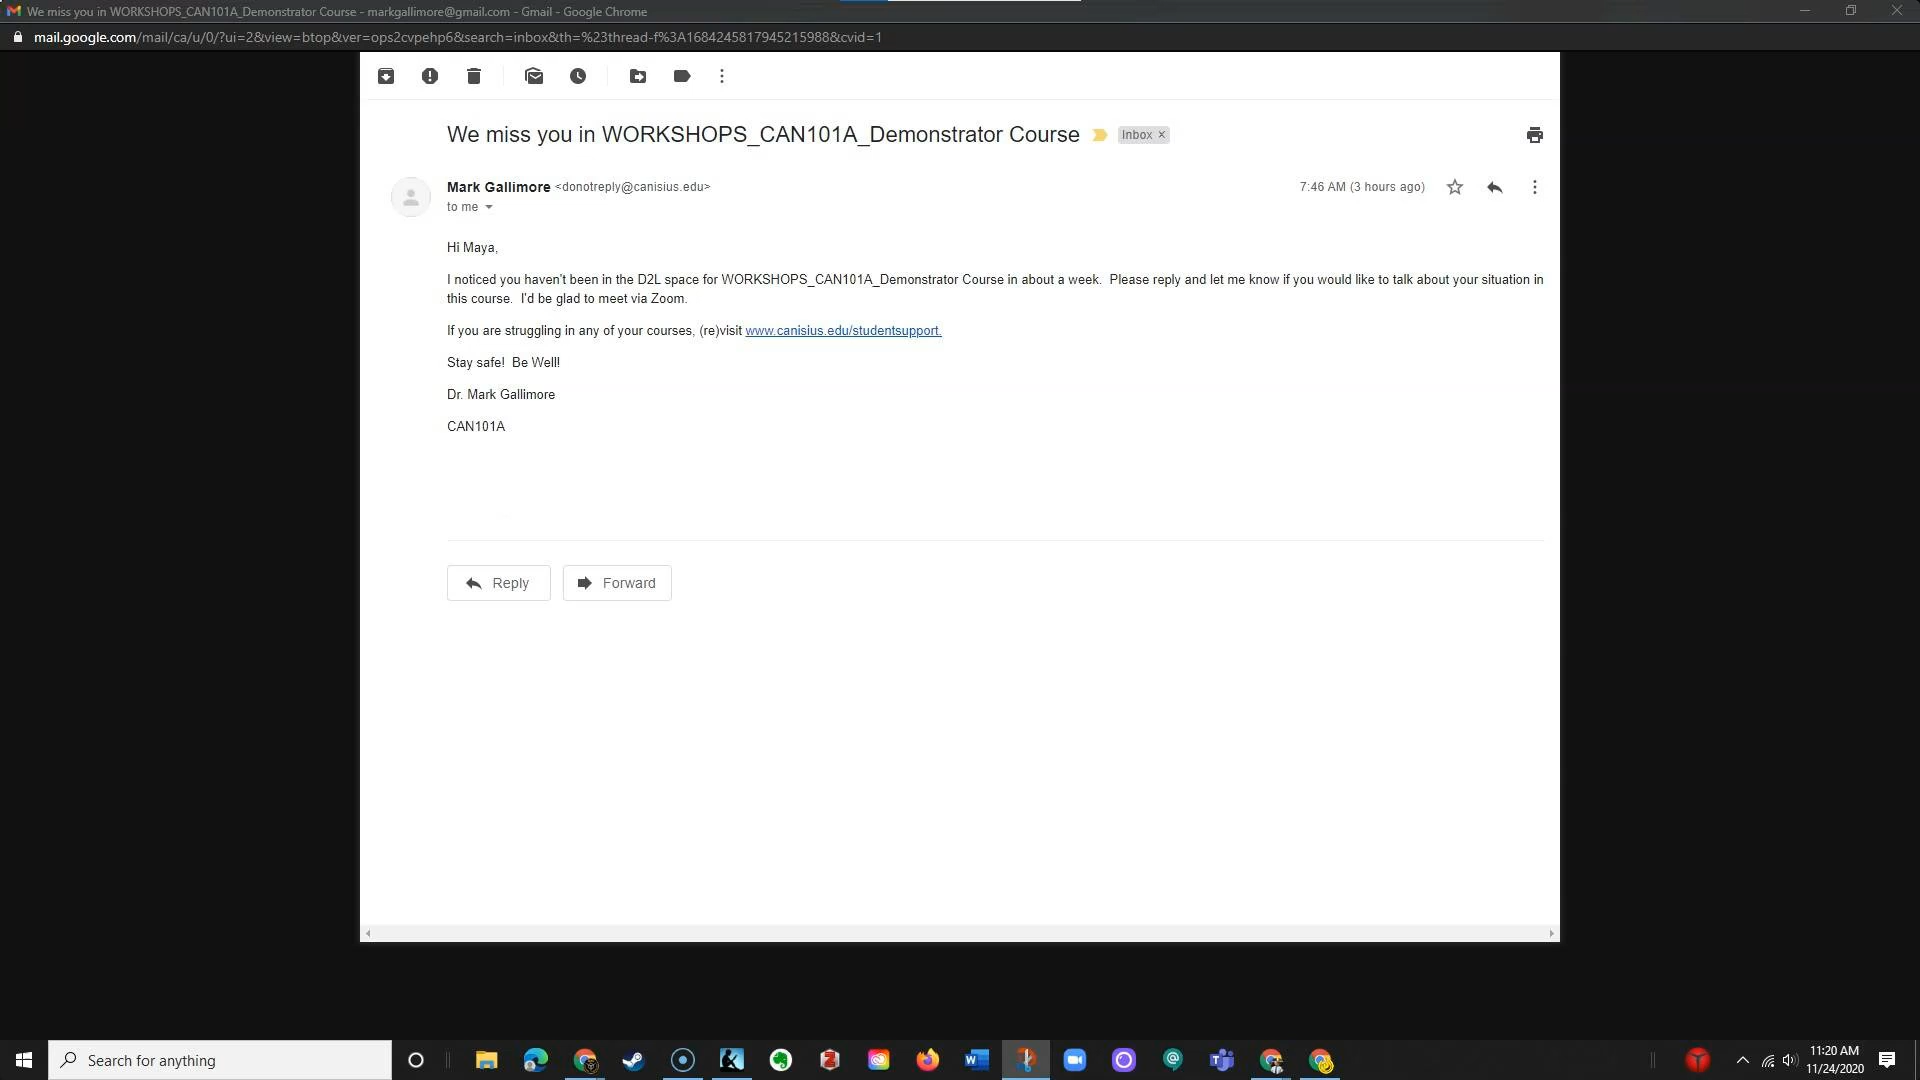 We miss you in WORKSHOPS_CAN101A_Demonstrator Course - markgallimore@gmail.com - Gmail - Google Chrome
mail.google.com/mail/ca/u/0/?ui=2&view=btop&ver=ops2cvpehp6&search=inbox&th=%23thread-f%3A1684245817945215988&cvid=1
We miss you in WORKSHOPS_CAN101A_Demonstrator Course Inbox ×
Mark Gallimore <donotreply@canisius.edu> 7:46 AM (3 hours ago)
to me
Hi Maya,
I noticed you haven't been in the D2L space for WORKSHOPS_CAN101A_Demonstrator Course in about a week.  Please reply and let me know if you would like to talk about your situation in
this course.  I'd be glad to meet via Zoom.
If you are struggling in any of your courses, (re)visit www.canisius.edu/studentsupport.
Stay safe!  Be Well!
Dr. Mark Gallimore
CAN101A
Reply Forward
Search for anything
11:20 AM
11/24/2020